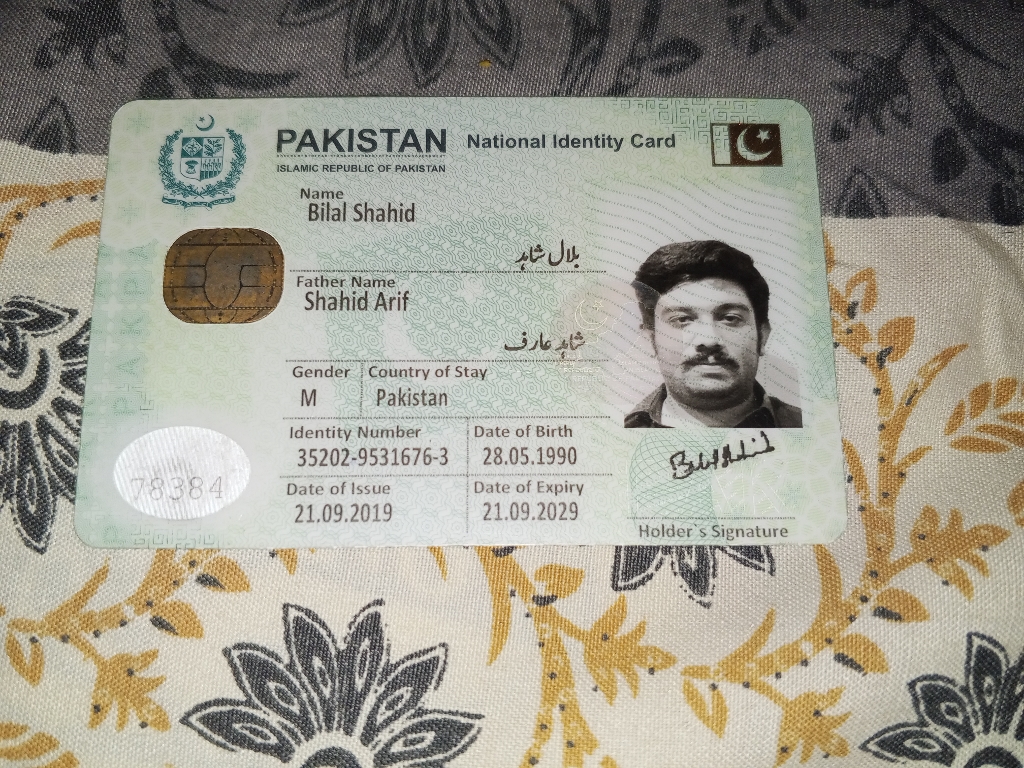 PAKISTAN National Identity Card
ISLAMIC REPUBLIC OF PAKISTAN
Name
Bilal Shahid
بلال شاہد
Father Name
Shahid Arif
شاہد عارف
Gender Country of Stay
M Pakistan
Identity Number Date of Birth
35202-9531676-3 28.05.1990
Date of Issue Date of Expiry
21.09.2019 21.09.2029
78384
Bilal Shahid
Holder`s Signature